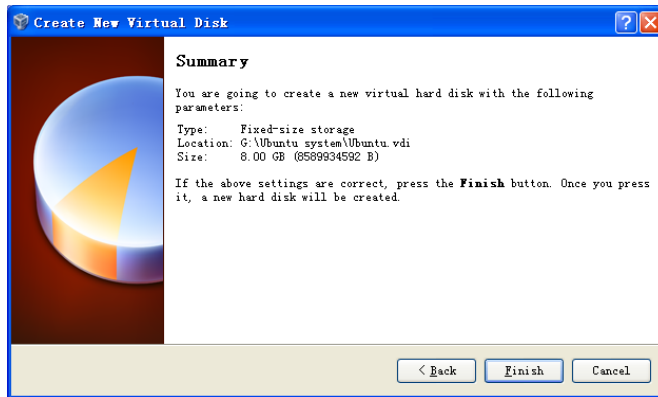 Create New Virtual Disk
Summary
You are going to create a new virtual hard disk with the following
parameters:
Type: Fixed-size storage
Location: G:\Ubuntu system\Ubuntu.vdi
Size: 8.00 GB (8589934592 B)
If the above settings are correct, press the Finish button. Once you press
it, a new hard disk will be created.
< Back
Finish
Cancel